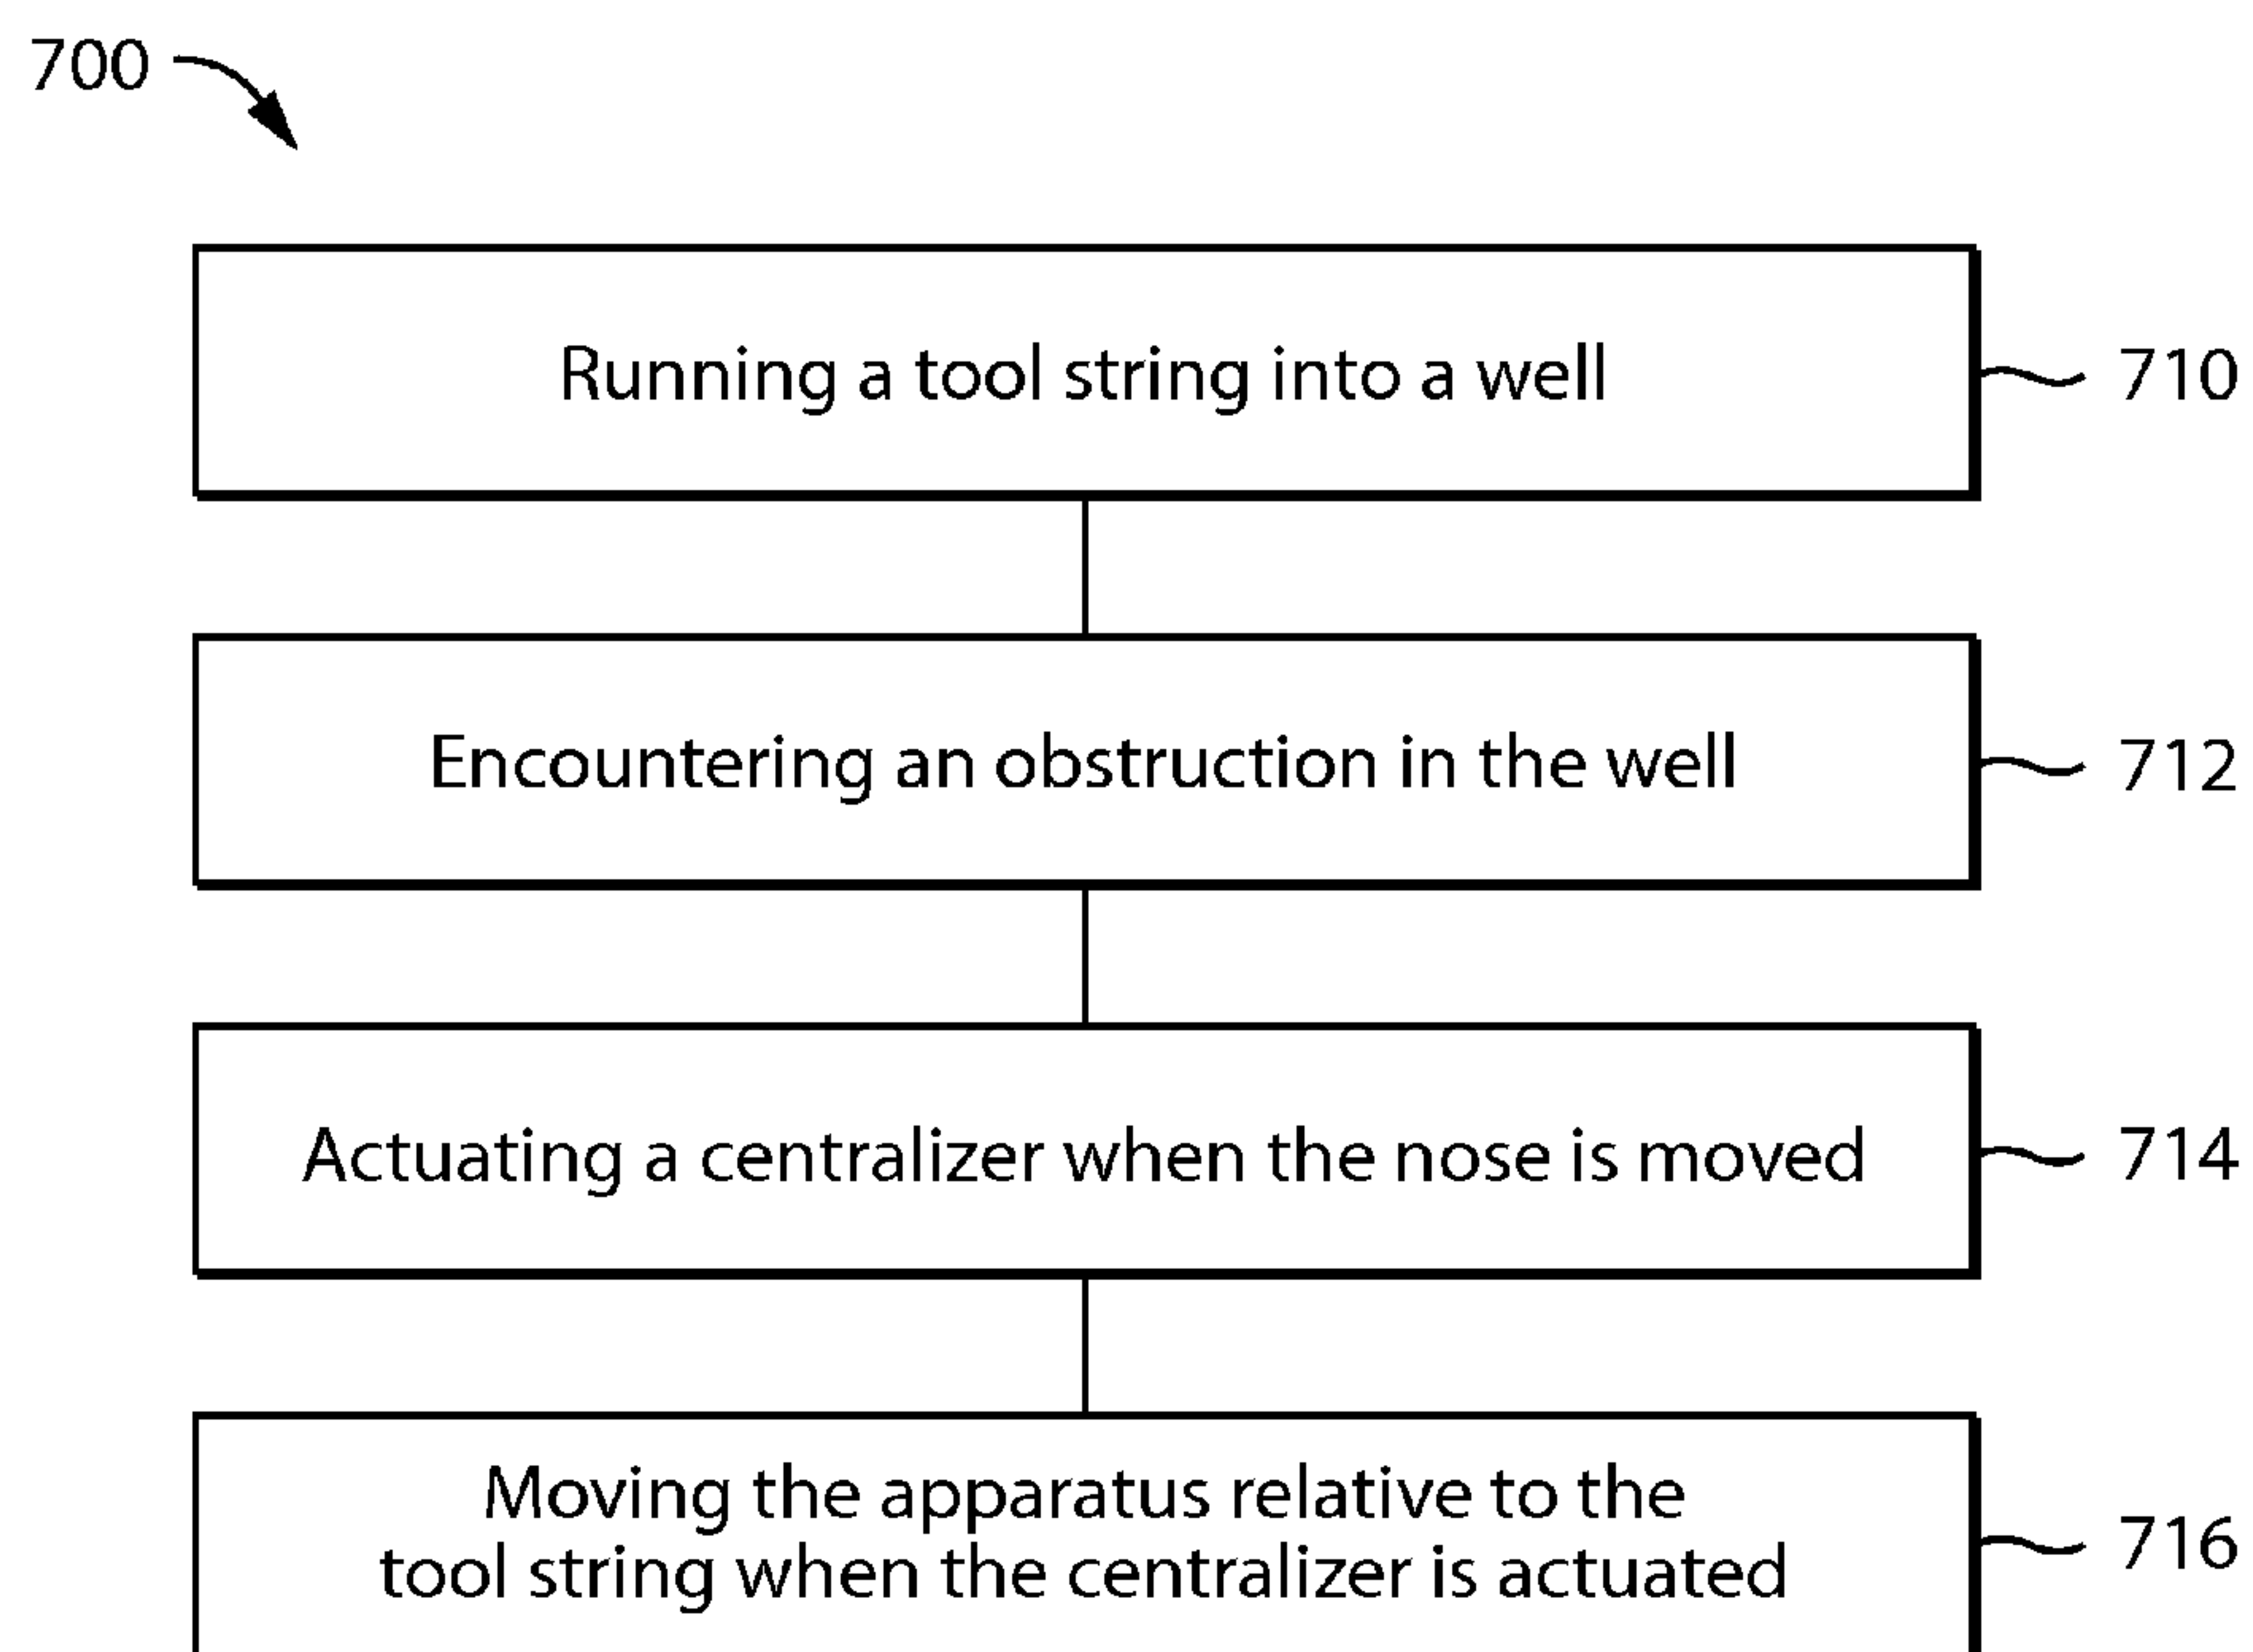 700
Running a tool string into a well
710
Encountering an obstruction in the well
712
Actuating a centralizer when the nose is moved
714
Moving the apparatus relative to the
tool string when the centralizer is actuated
716